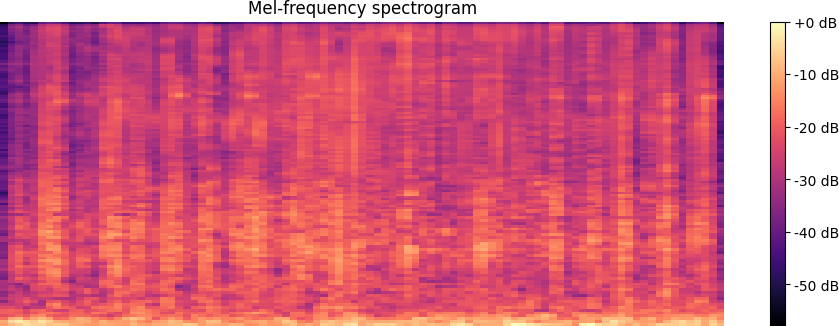 Mel-frequency spectrogram
+0 dB
-10 dB
-20 dB
-30 dB
-40 dB
-50 dB